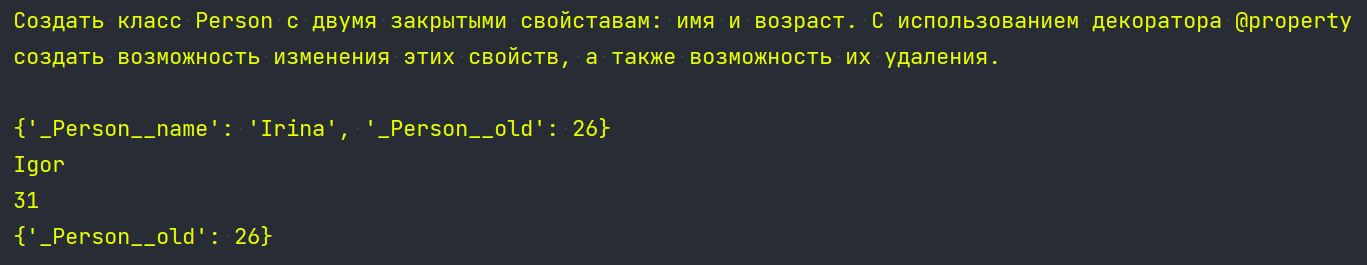 Создать класс Person с двумя закрытыми свойставам: имя и возраст. С использованием декоратора @property
создать возможность изменения этих свойств, а также возможность их удаления.
{'_Person__name': 'Irina', '_Person__old': 26}
Igor
31
{'_Person__old': 26}